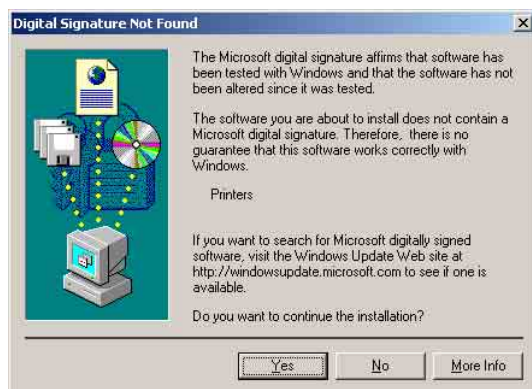 Digital Signature Not Found
The Microsoft digital signature affirms that software has
been tested with Windows and that the software has not
been altered since it was tested.
The software you are about to install does not contain a
Microsoft digital signature. Therefore, there is no
guarantee that this software works correctly with
Windows.
Printers
If you want to search for Microsoft digitally signed
software, visit the Windows Update Web site at
http://windowsupdate.microsoft.com to see if one is
available.
Do you want to continue the installation?
Yes
No
More Info